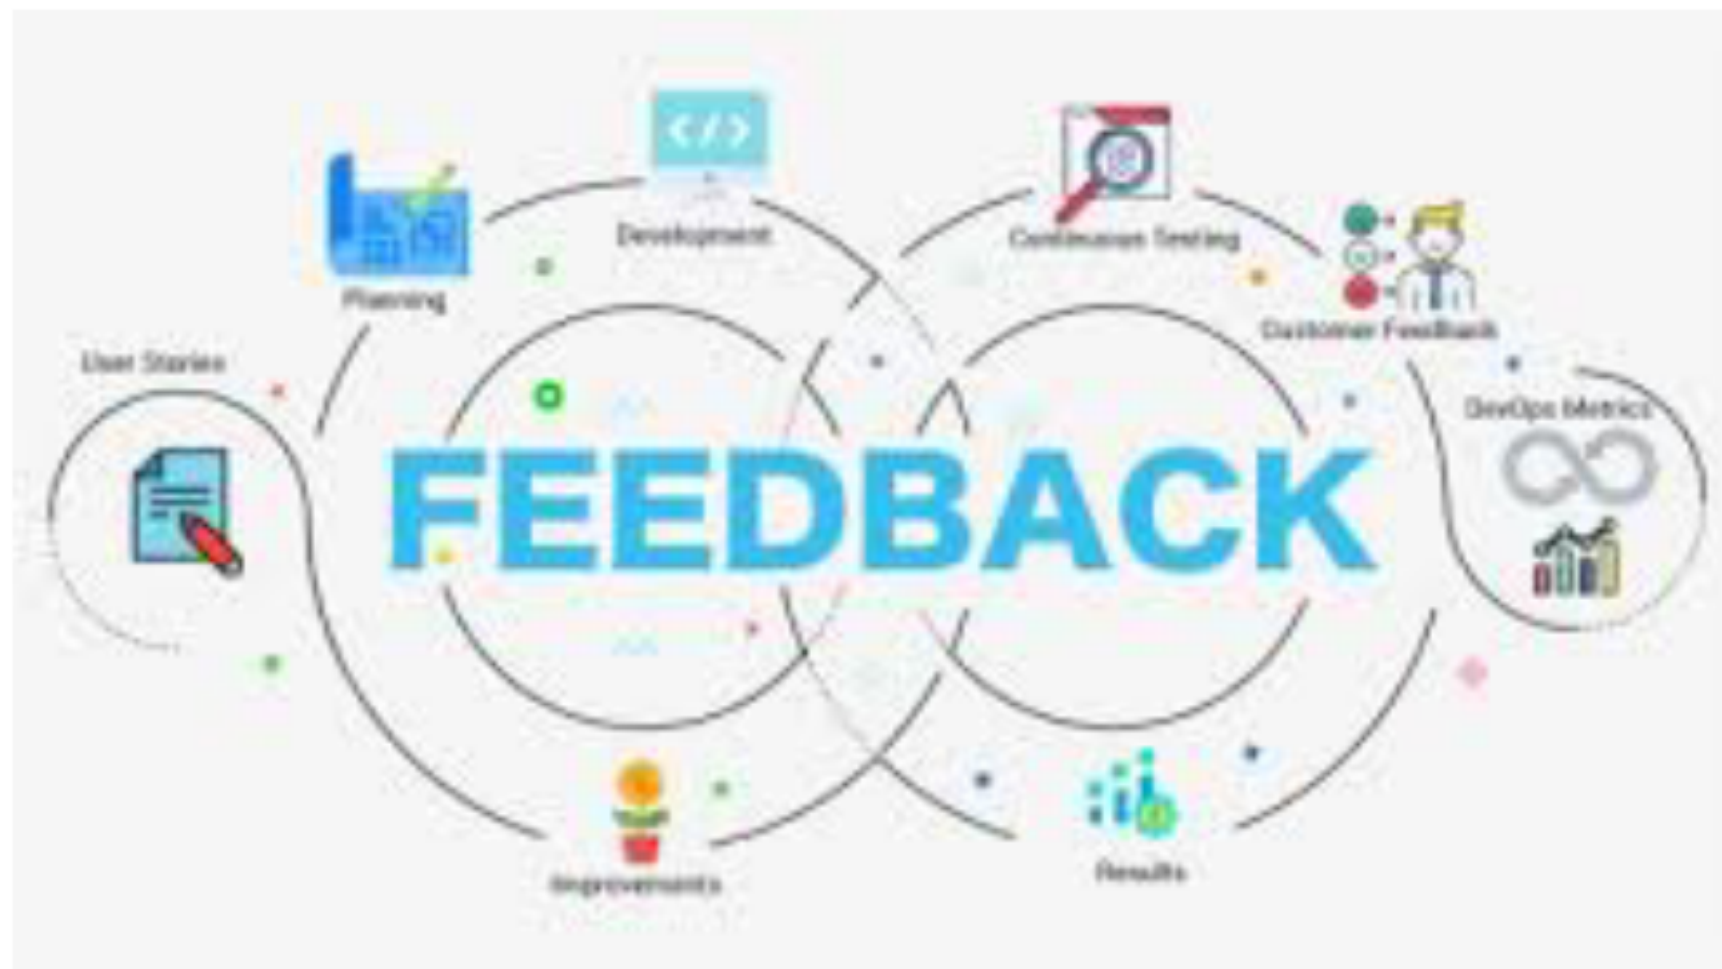 Development
Continuous Testing
Planning
Customer Feedback
User Stories
DevOps Metrics
FEEDBACK
Improvements
Results